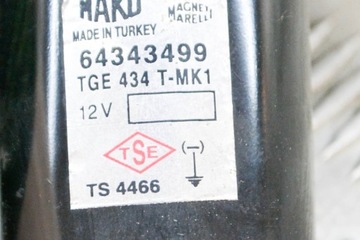 MAKO MAGNETI MARELLI
MADE IN TURKEY
64343499
TGE 434 T-MK1
12V
TSE (-)
TS 4466